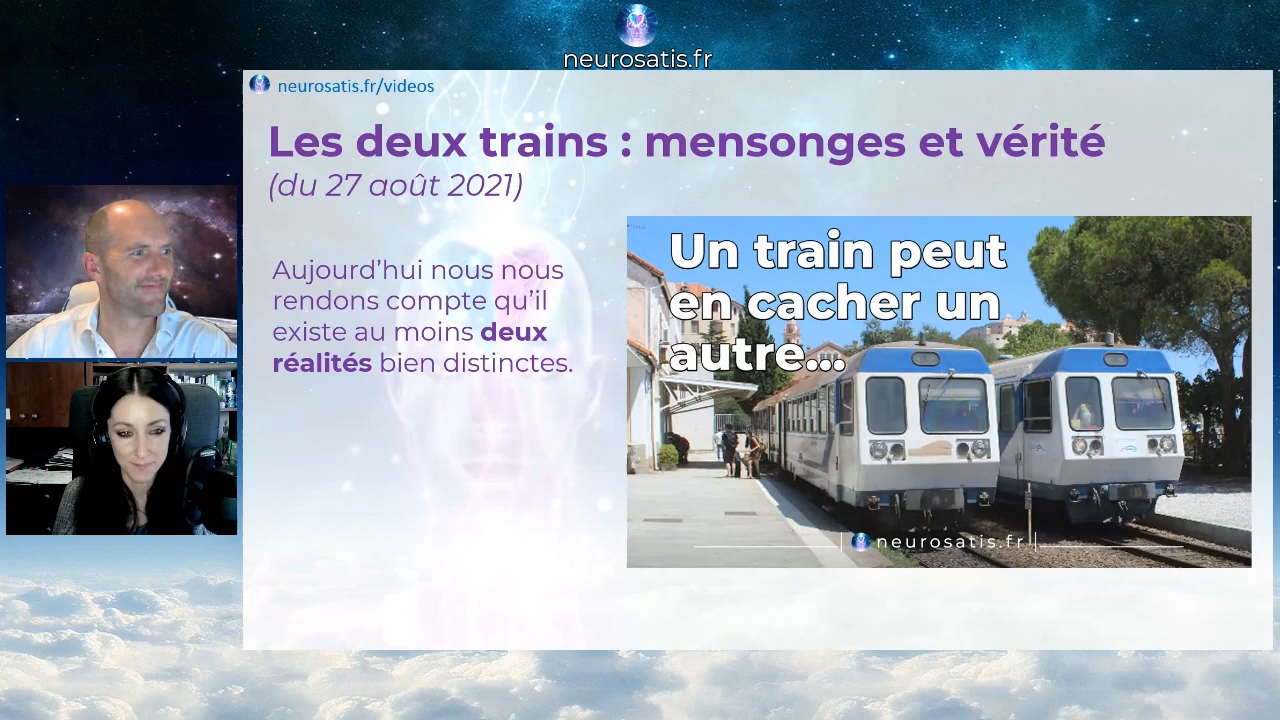 neurosatis.fr
neurosatis.fr/videos
Les deux trains : mensonges et vérité
(du 27 août 2021)
Aujourd’hui nous nous
rendons compte qu’il
existe au moins deux
réalités bien distinctes.
Un train peut
en cacher un
autre...
neurosatis.fr